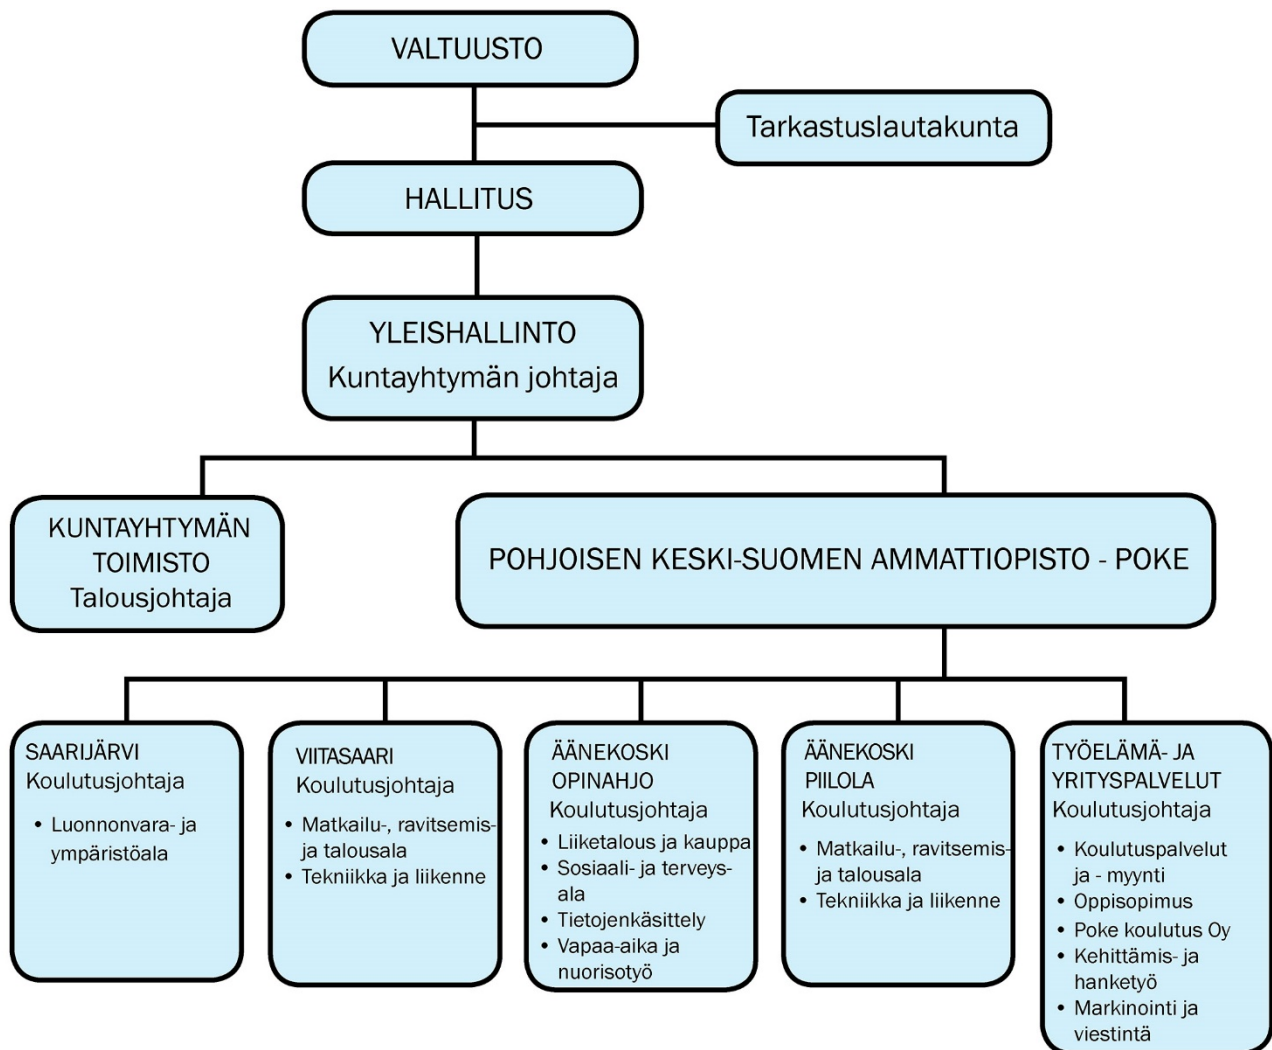 VALTUUSTO
Tarkastuslautakunta
HALLITUS
YLEISHALLINTO
Kuntayhtymän johtaja
KUNTAYHTYMÄN
TOIMISTO
Talousjohtaja
POHJOISEN KESKI-SUOMEN AMMATTIOPISTO - POKE
SAARIJÄRVI
Koulutusjohtaja
• Luonnonvara- ja
ympäristöala
VIITASAARI
Koulutusjohtaja
• Matkailu-, ravitsemis-
ja talousala
• Tekniikka ja liikenne
ÄÄNEKOSKI
OPINAHJO
Koulutusjohtaja
• Liiketalous ja kauppa
• Sosiaali- ja terveys-
ala
• Tietojenkäsittely
• Vapaa-aika ja
nuorisotyö
ÄÄNEKOSKI
PIILOLA
Koulutusjohtaja
• Matkailu-, ravitsemis-
ja talousala
• Tekniikka ja liikenne
TYÖELÄMÄ- JA
YRITYSPALVELUT
Koulutusjohtaja
• Koulutuspalvelut
ja - myynti
• Oppisopimus
• Poke koulutus Oy
• Kehittämis- ja
hanketyö
• Markinointi ja
viestintä